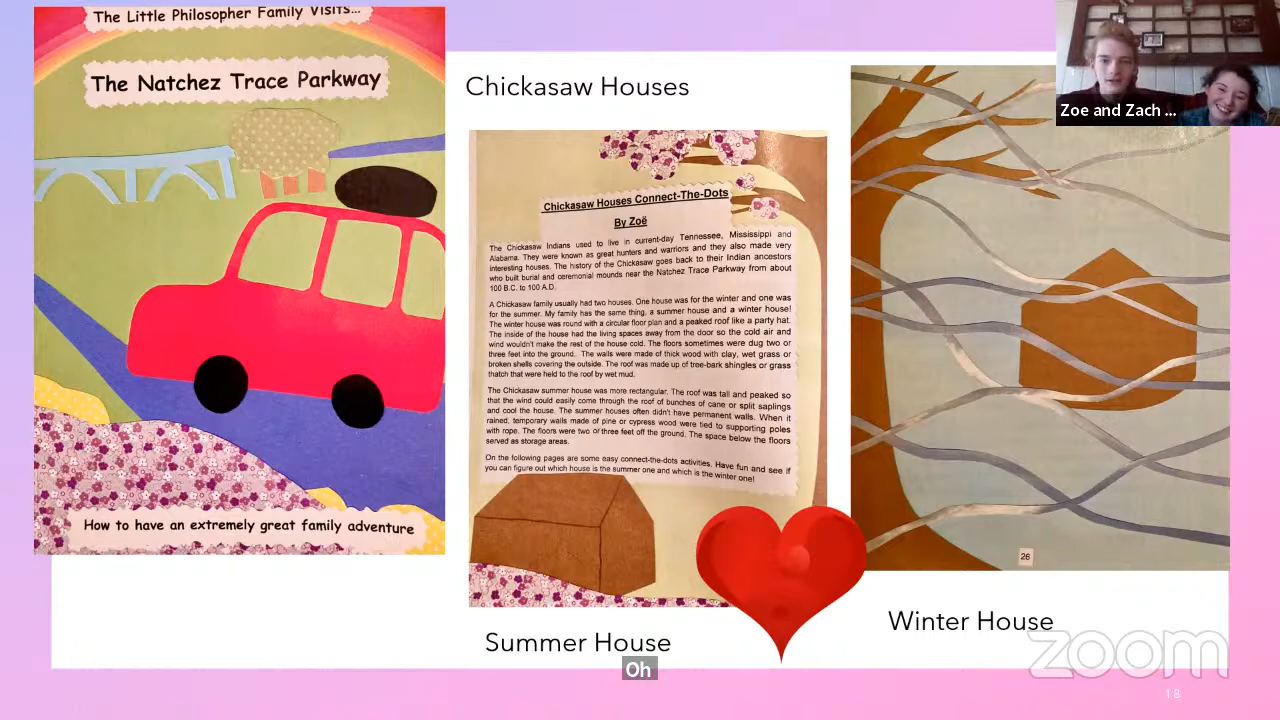 The Little Philosopher Family Visits...
The Natchez Trace Parkway
How to have an extremely great family adventure
Chickasaw Houses
Chickasaw Houses Connect-The-Dots
By Zoë
The Chickasaw Indians used to live in current-day Tennessee, Mississippi and
Alabama. They were known as great hunters and warriors and they also made very
interesting houses. The history of the Chickasaw goes back to their Indian ancestors
who built burial and ceremonial mounds near the Natchez Trace Parkway from about
100 B.C. to 100 A.D.
A Chickasaw family usually had two houses. One house was for the winter and one was
for the summer. My family has the same thing, a summer house and a winter house!
The winter house was round with a circular floor plan and a peaked roof like a party hat.
The inside of the house had the living spaces away from the door so the cold air and
wind wouldn't make the rest of the house cold. The floors sometimes were dug two or
three feet into the ground. The walls were made of thick wood with clay, wet grass or
broken shells covering the outside. The roof was made up of tree-bark shingles or grass
thatch that were held to the roof by wet mud.
The Chickasaw summer house was more rectangular. The roof was tall and peaked so
that the wind could easily come through the roof of bunches of cane or split saplings
and cool the house. The summer houses often didn't have permanent walls. When it
rained, temporary walls made of pine or cypress wood were tied to supporting poles
with rope. The floors were two or three feet off the ground. The space below the floors
served as storage areas.
On the following pages are some easy connect-the-dots activities. Have fun and see if
you can figure out which house is the summer one and which is the winter one!
Summer House
26
Winter House
Zoe and Zach ...
Oh
zoom
18